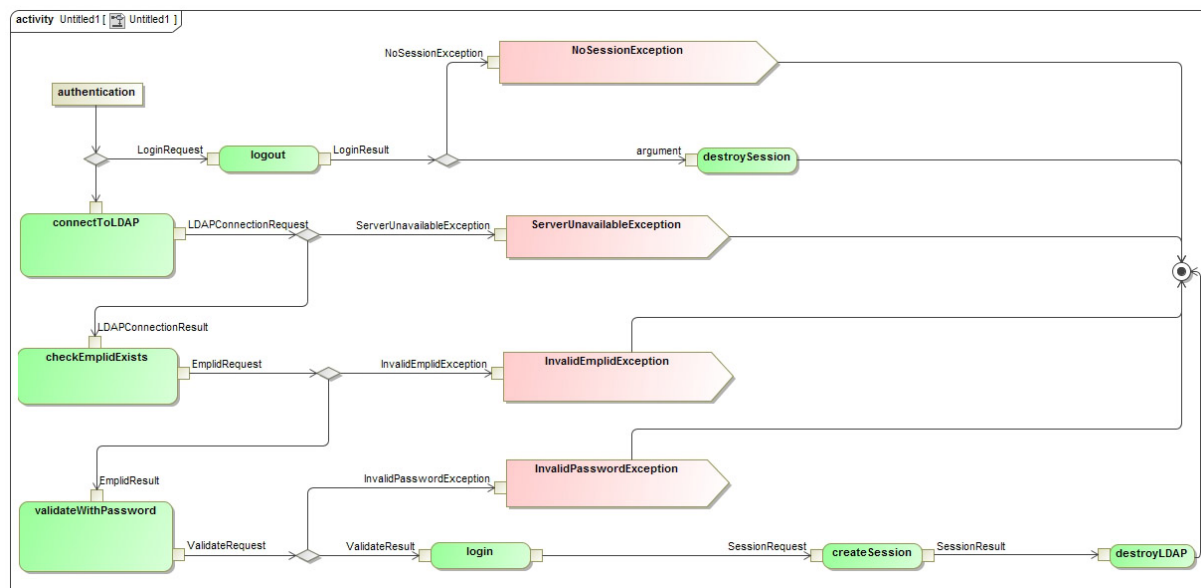 activity Untitled1 [ Untitled1 ]
NoSessionException
NoSessionException
authentication
LoginRequest
logout
LoginResult
argument
destroySession
connectToLDAP
LDAPConnectionRequest
ServerUnavailableException
ServerUnavailableException
LDAPConnectionResult
checkEmplidExists
EmplidRequest
InvalidEmplidException
InvalidEmplidException
EmplidResult
validateWithPassword
InvalidPasswordException
InvalidPasswordException
ValidateRequest
ValidateResult
login
SessionRequest
createSession
SessionResult
destroyLDAP